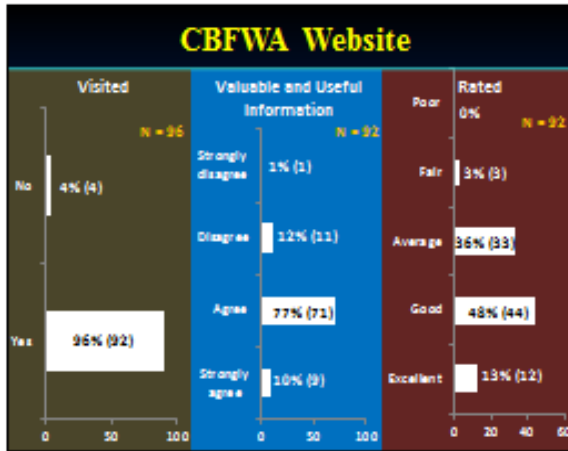 CBFWA Website
Visited
N = 96
No
4% (4)
Yes
96% (92)
0 50 100
Valuable and Useful
Information
N = 92
Strongly
disagree
1% (1)
Disagree
12% (11)
Agree
77% (71)
Strongly
agree
10% (9)
0 50 100
Rated
N = 92
Poor
0%
Fair
3% (3)
Average
36% (33)
Good
48% (44)
Excellent
13% (12)
0 20 40 60